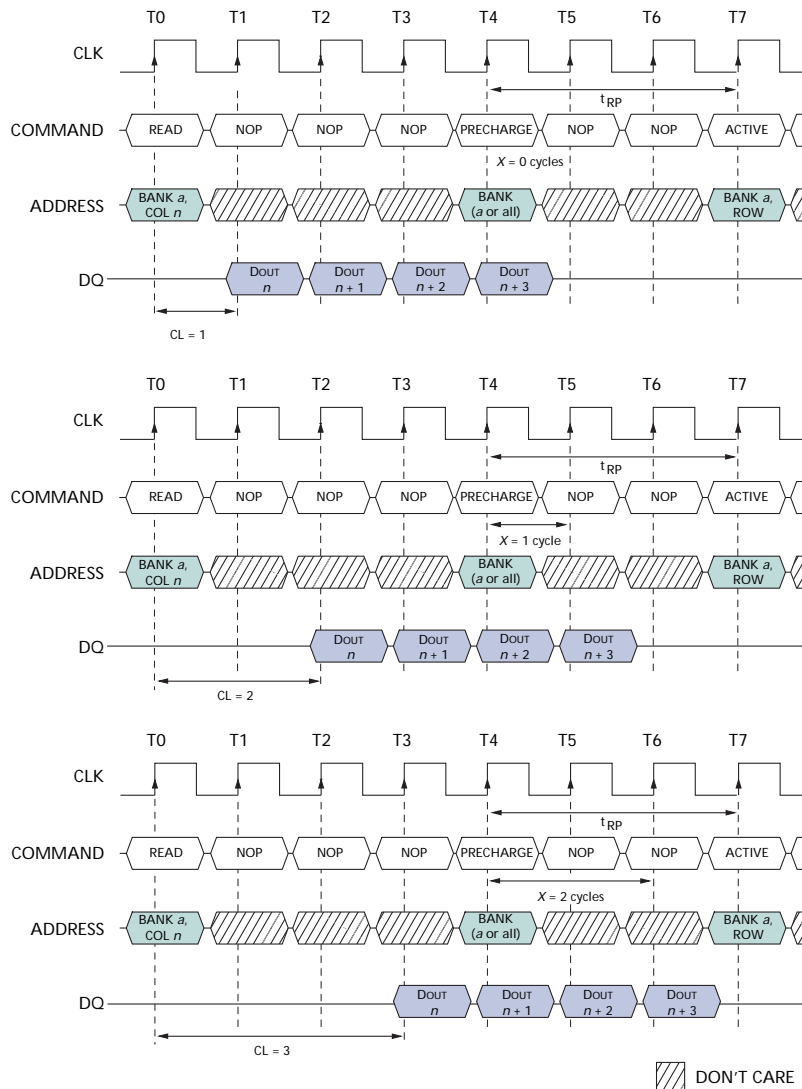 T0 T1 T2 T3 T4 T5 T6 T7
CLK
tRP
COMMAND READ NOP NOP NOP PRECHARGE NOP NOP ACTIVE
X = 0 cycles
ADDRESS BANK a, COL n BANK (a or all) BANK a, ROW
DQ DOUT n DOUT n + 1 DOUT n + 2 DOUT n + 3
CL = 1
T0 T1 T2 T3 T4 T5 T6 T7
CLK
tRP
COMMAND READ NOP NOP NOP PRECHARGE NOP NOP ACTIVE
X = 1 cycle
ADDRESS BANK a, COL n BANK (a or all) BANK a, ROW
DQ DOUT n DOUT n + 1 DOUT n + 2 DOUT n + 3
CL = 2
T0 T1 T2 T3 T4 T5 T6 T7
CLK
tRP
COMMAND READ NOP NOP NOP PRECHARGE NOP NOP ACTIVE
X = 2 cycles
ADDRESS BANK a, COL n BANK (a or all) BANK a, ROW
DQ DOUT n DOUT n + 1 DOUT n + 2 DOUT n + 3
CL = 3
DON'T CARE